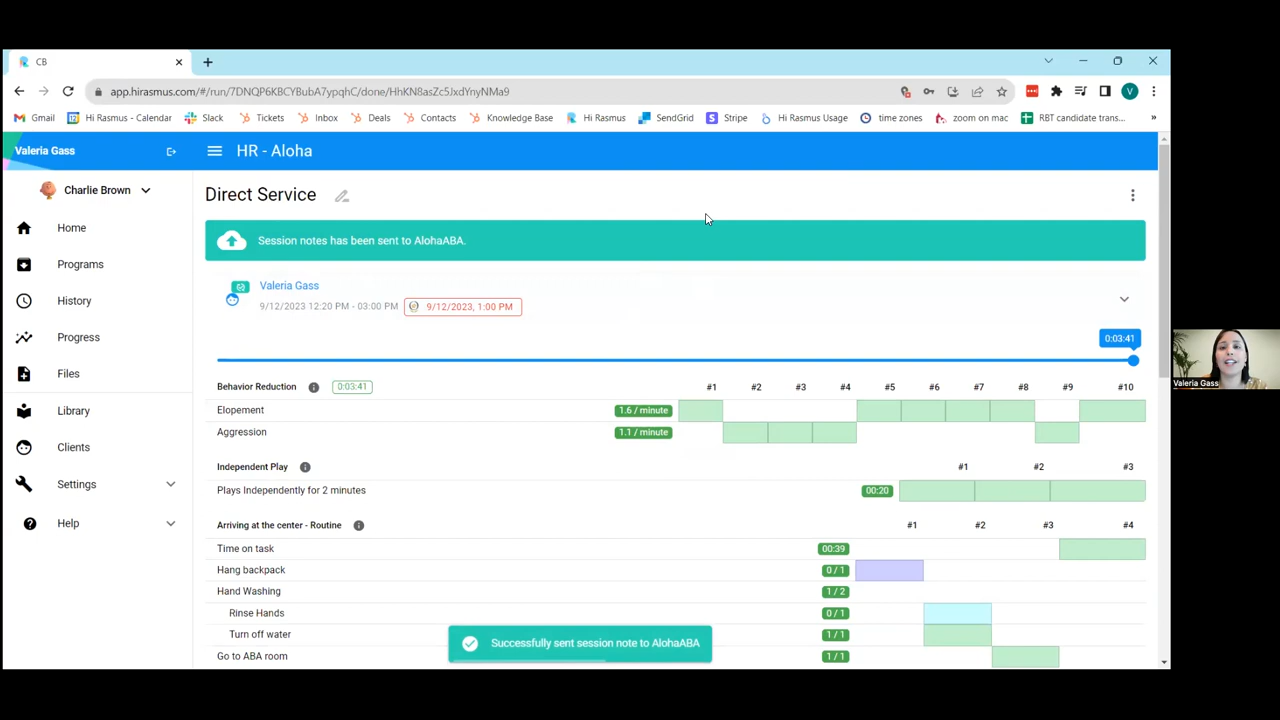 CB
app.hirasmus.com/#/run/7DNQP6KBCYBubA7ypqhC/done/HhKN8asZc5JxdYnyNMa9
Gmail Hi Rasmus - Calendar Slack Tickets Inbox Deals Contacts Knowledge Base Hi Rasmus SendGrid Stripe Hi Rasmus Usage time zones zoom on mac RBT candidate trans... »
Valeria Gass HR - Aloha
Charlie Brown Direct Service
Home
Programs
History
Progress
Files
Library
Clients
Settings
Help
Session notes has been sent to AlohaABA.
Valeria Gass
9/12/2023 12:20 PM - 03:00 PM 9/12/2023, 1:00 PM
0:03:41
Behavior Reduction 0:03:41 #1 #2 #3 #4 #5 #6 #7 #8 #9 #10
Elopement 1.6 / minute
Aggression 1.1 / minute
Independent Play #1 #2 #3
Plays Independently for 2 minutes 00:20
Arriving at the center - Routine #1 #2 #3 #4
Time on task 00:39
Hang backpack 0 / 1
Hand Washing 1 / 2
Rinse Hands 0 / 1
Turn off water 1 / 1
Go to ABA room 1 / 1
Successfully sent session note to AlohaABA
Valeria Gass